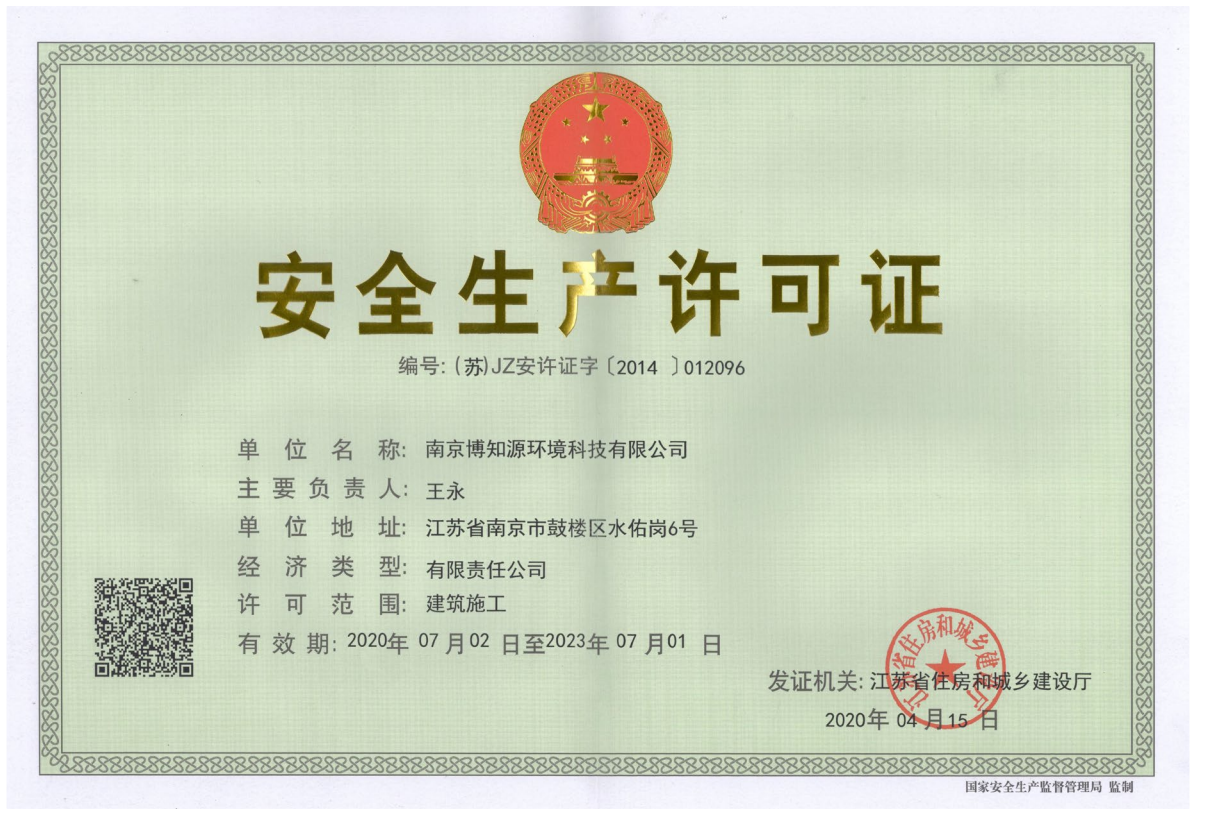 安全生产许可证
编号:(苏)JZ安许证字〔2014 〕012096
单位名称: 南京博知源环境科技有限公司
主要负责人: 王永
单位地址: 江苏省南京市鼓楼区水佑岗6号
经济类型: 有限责任公司
许可范围: 建筑施工
有效期: 2020年 07月02 日至2023年 07月01 日
发证机关: 江苏省住房和城乡建设厅
2020年 04月15 日
江苏省住房和城乡建设厅
国家安全生产监督管理局 监制